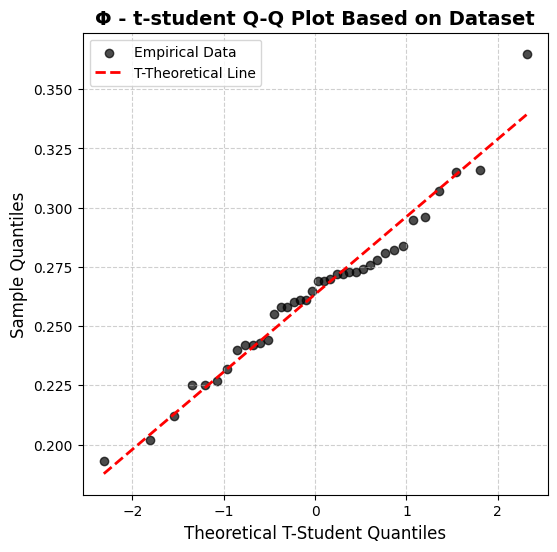 Φ - t-student Q-Q Plot Based on Dataset
Empirical Data
T-Theoretical Line
Sample Quantiles
0.350
0.325
0.300
0.275
0.250
0.225
0.200
−2
−1
0
1
2
Theoretical T-Student Quantiles